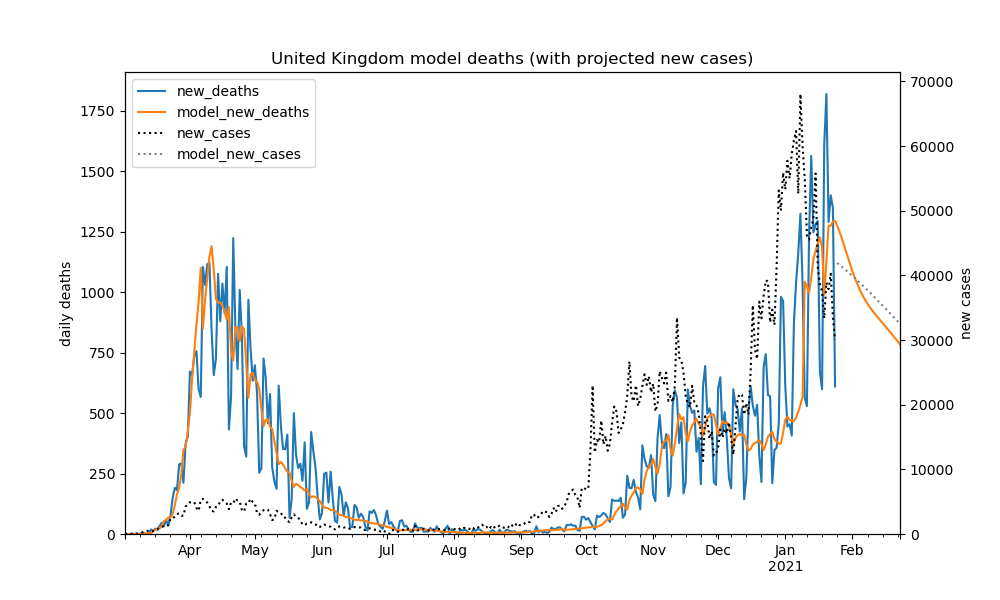 United Kingdom model deaths (with projected new cases)
new_deaths
model_new_deaths
new_cases
model_new_cases
daily deaths
1750
1500
1250
1000
750
500
250
0
70000
60000
50000
40000
30000
20000
10000
0
new cases
Apr May Jun Jul Aug Sep Oct Nov Dec Jan Feb
2021